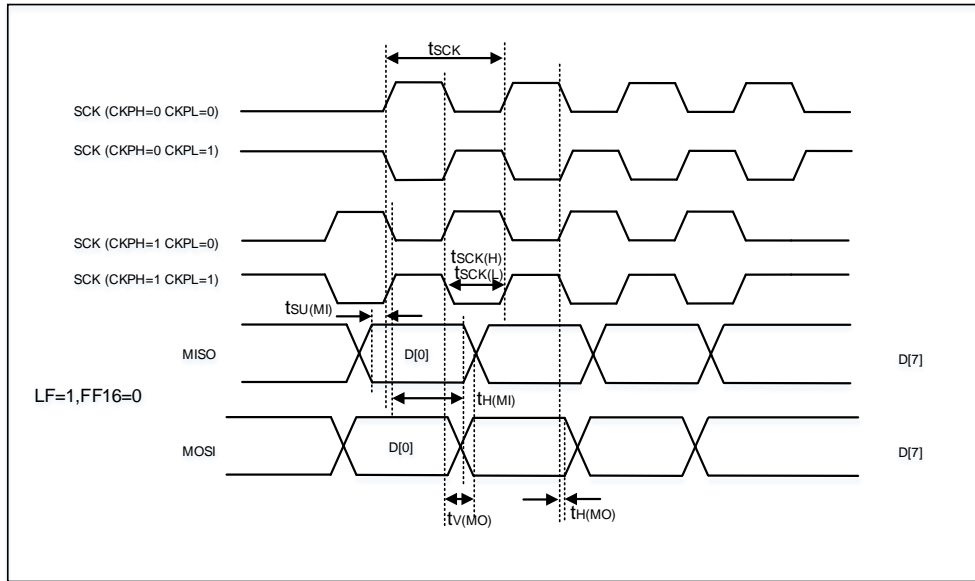 tSCK
SCK (CKPH=0 CKPL=0)
SCK (CKPH=0 CKPL=1)
SCK (CKPH=1 CKPL=0)
tSCK(H)
tSCK(L)
SCK (CKPH=1 CKPL=1)
tSU(MI)
MISO
D[0]
D[7]
LF=1,FF16=0
tH(MI)
MOSI
D[0]
D[7]
tV(MO)
tH(MO)